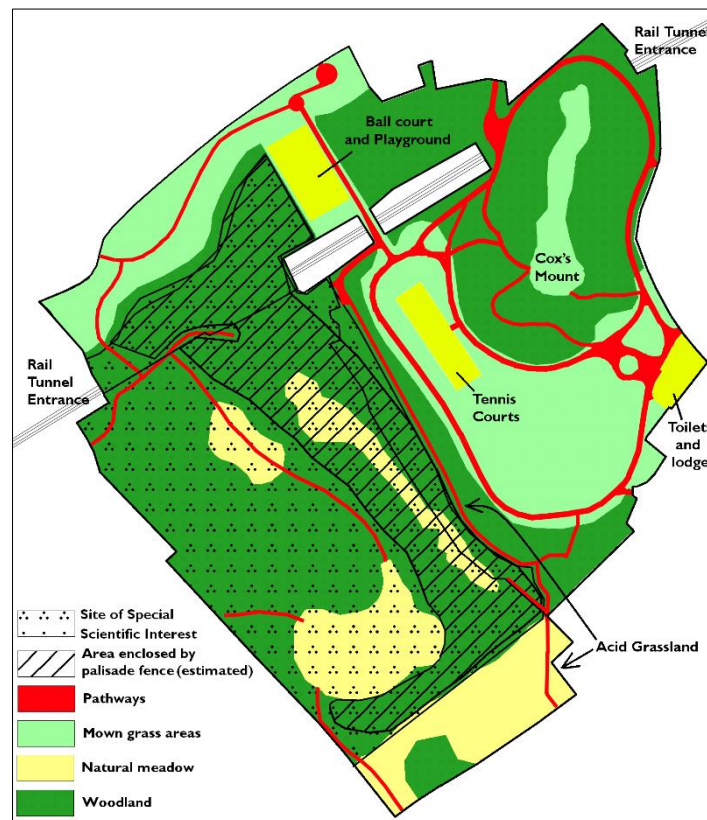 Rail Tunnel
Entrance
Ball court
and Playground
Cox's
Mount
Rail
Tunnel
Entrance
Tennis
Courts
Toilets
and
lodge
Acid Grassland
Site of Special
Scientific Interest
Area enclosed by
palisade fence (estimated)
Pathways
Mown grass areas
Natural meadow
Woodland